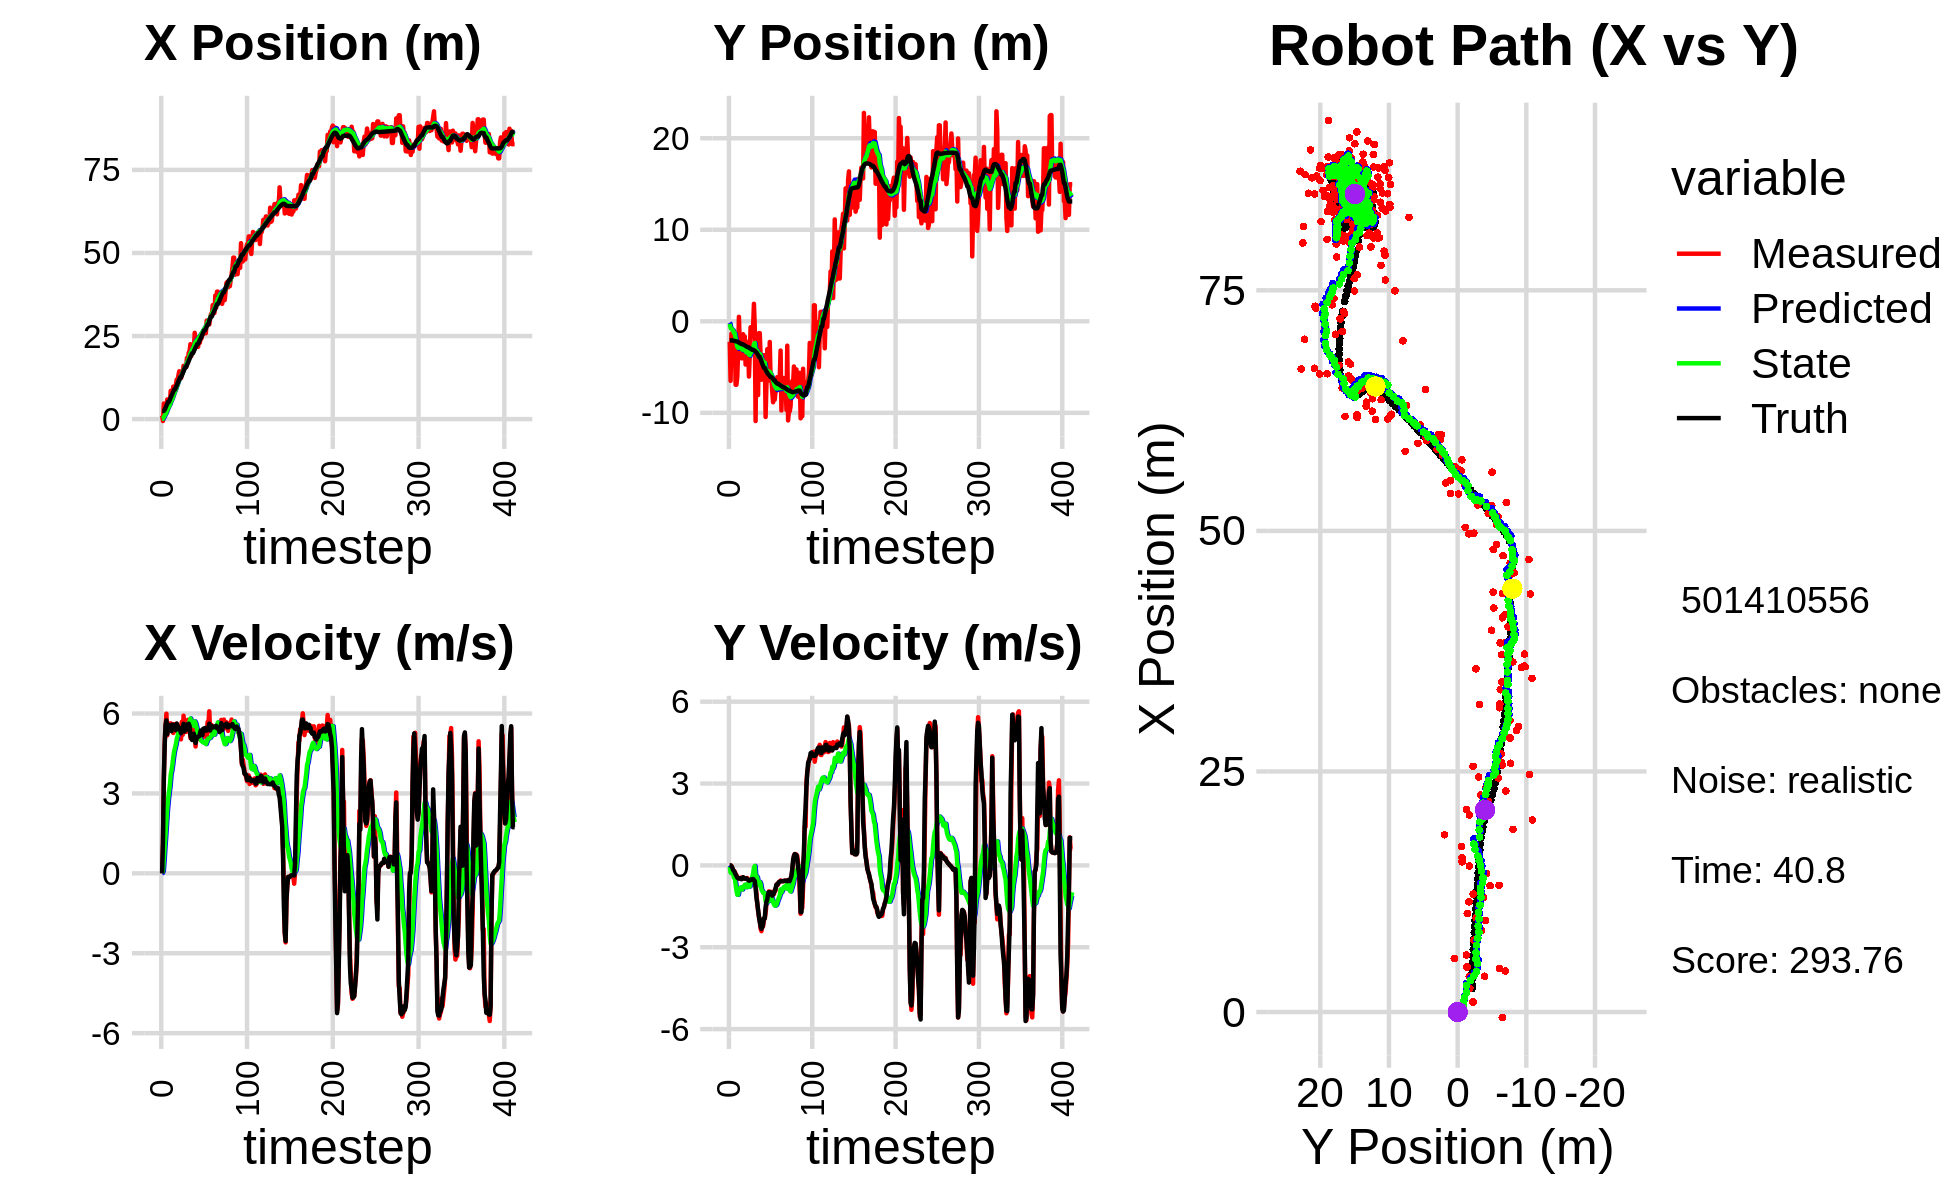 X Position (m)
75
50
25
0
0
100
200
300
400
timestep
Y Position (m)
20
10
0
-10
0
100
200
300
400
timestep
X Velocity (m/s)
6
3
0
-3
-6
0
100
200
300
400
timestep
Y Velocity (m/s)
6
3
0
-3
-6
0
100
200
300
400
timestep
Robot Path (X vs Y)
X Position (m)
75
50
25
0
20 10 0 -10 -20
Y Position (m)
variable
Measured
Predicted
State
Truth
501410556
Obstacles: none
Noise: realistic
Time: 40.8
Score: 293.76